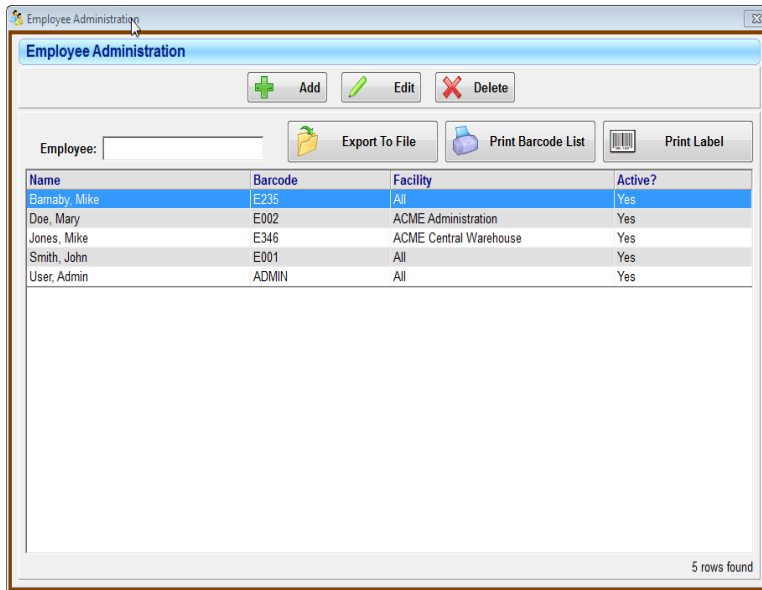 Employee Administration
Employee Administration
Add Edit Delete
Employee: Export To File Print Barcode List Print Label
Name Barcode Facility Active?
Barnaby, Mike E235 All Yes
Doe, Mary E002 ACME Administration Yes
Jones, Mike E346 ACME Central Warehouse Yes
Smith, John E001 All Yes
User, Admin ADMIN All Yes
5 rows found